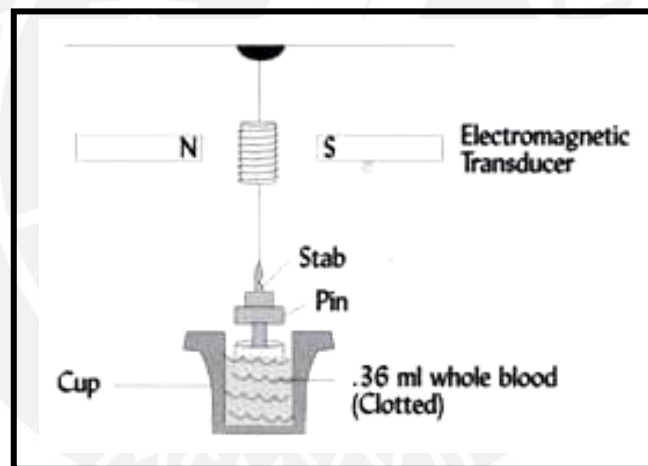 N
S
Electromagnetic
Transducer
Stab
Pin
Cup
.36 ml whole blood
(Clotted)